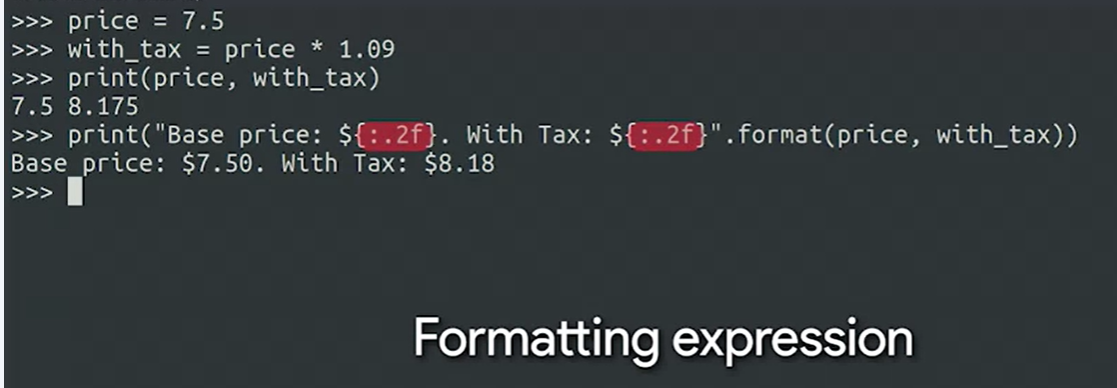 >>> price = 7.5
>>> with_tax = price * 1.09
>>> print(price, with_tax)
7.5 8.175
>>> print("Base price: ${:.2f}. With Tax: ${:.2f}".format(price, with_tax))
Base price: $7.50. With Tax: $8.18
>>>
Formatting expression